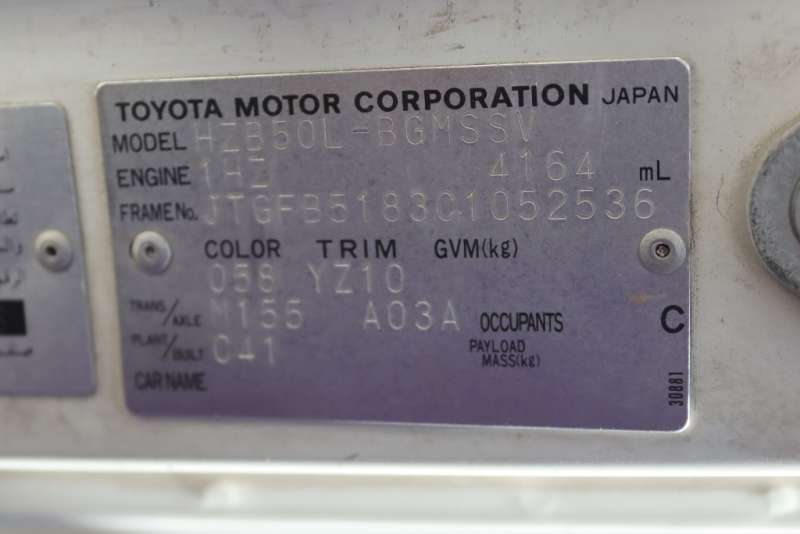 TOYOTA MOTOR CORPORATION JAPAN
MODEL HZB50L-BGMSSV
ENGINE 1HZ 4164 mL
FRAME No. JTGFB5183C1052536
COLOR TRIM GVM(kg)
058 YZ10
TRANS/AXLE M155 A03A OCCUPANTS C
PLANT/BUILT C41 PAYLOAD MASS(kg)
CAR NAME
30881